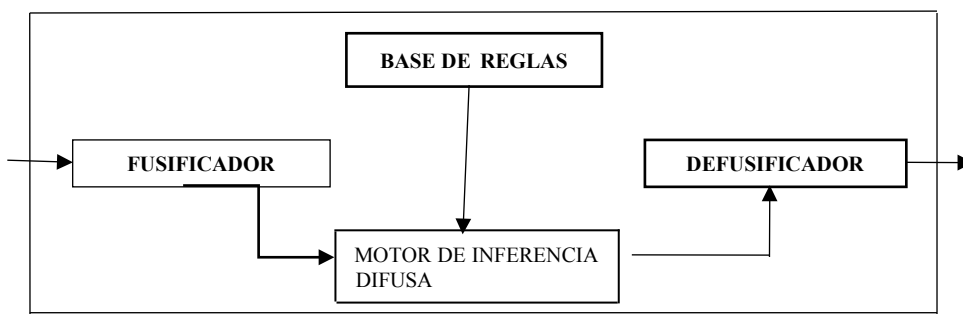 BASE DE REGLAS
FUSIFICADOR
DEFUSIFICADOR
MOTOR DE INFERENCIA
DIFUSA